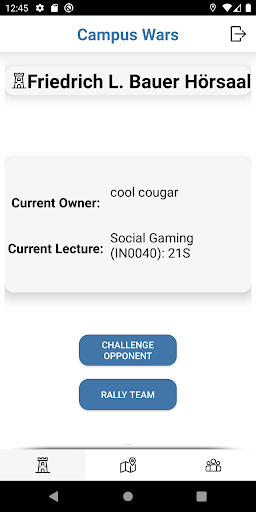 12:45
Campus Wars
Friedrich L. Bauer Hörsaal
Current Owner:
cool cougar
Current Lecture:
Social Gaming
(IN0040): 21S
CHALLENGE
OPPONENT
RALLY TEAM